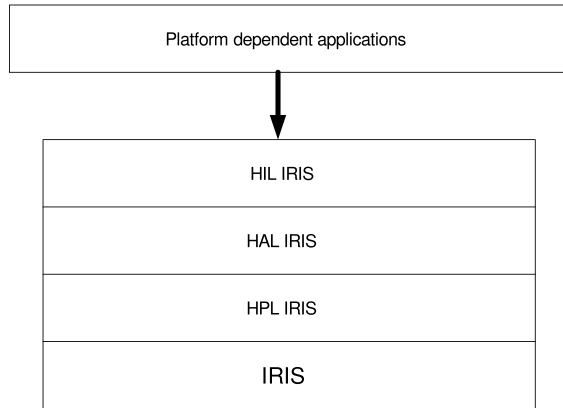 Platform dependent applications
HIL IRIS
HAL IRIS
HPL IRIS
IRIS